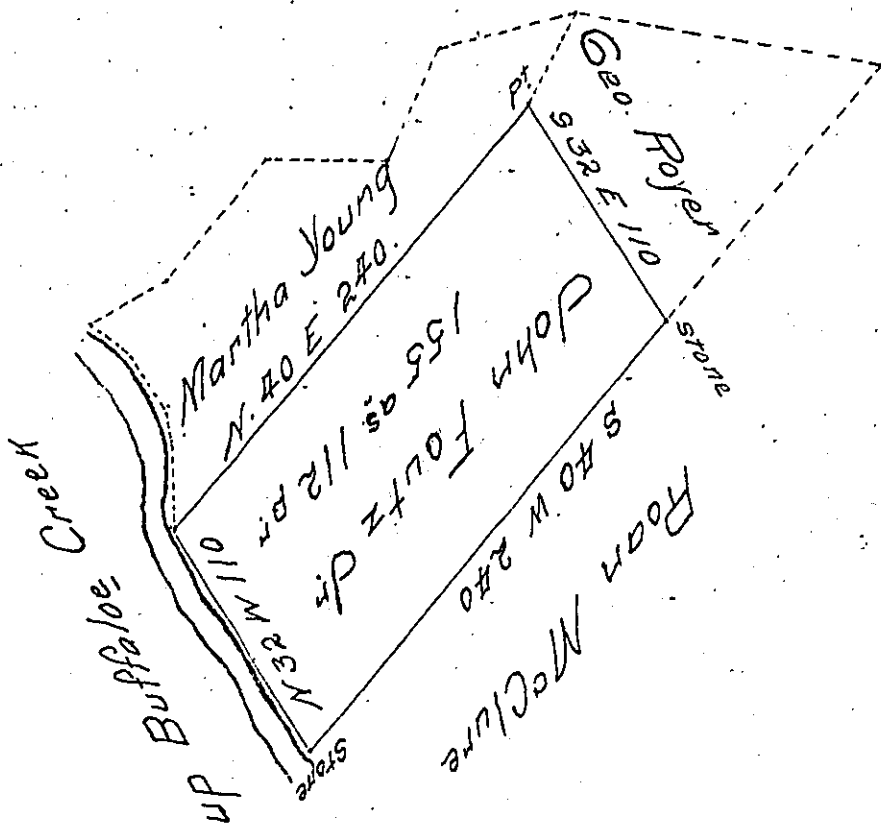 Geo. Royer
pt
S 32 E 110
stone
Martha Young
N. 40 E 240.
John Foutz Jr
155 as. 112 pr
S 40 W 240
Roan McClure
N 32 W 110
Stone
up Buffaloe Creek